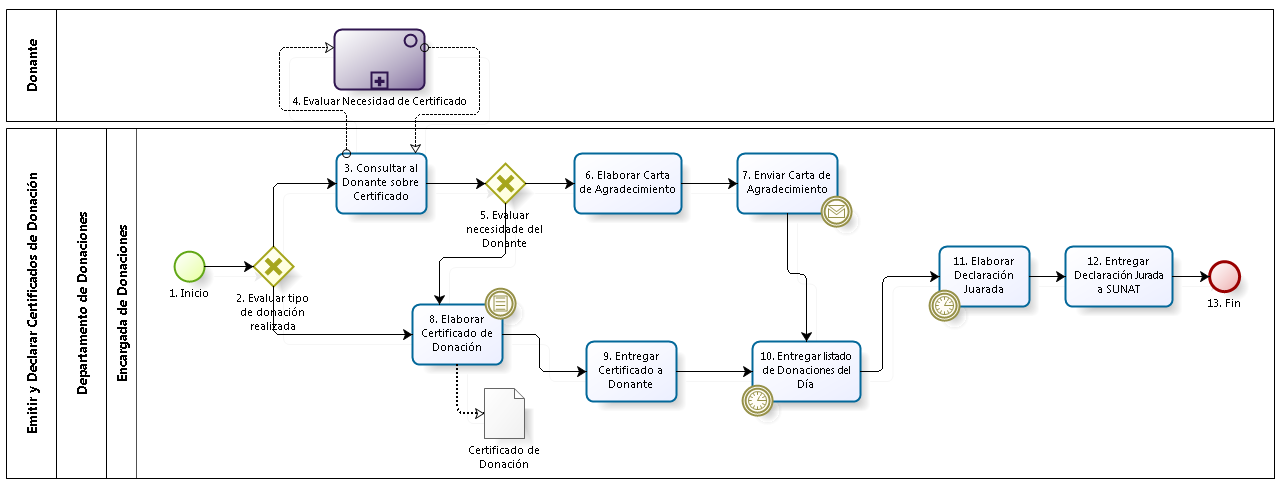 Donante
4. Evaluar Necesidad de Certificado
Emitir y Declarar Certificados de Donación
Departamento de Donaciones
Encargada de Donaciones
1. Inicio
2. Evaluar tipo
de donación
realizada
3. Consultar al
Donante sobre
Certificado
5. Evaluar
necesidade del
Donante
6. Elaborar Carta
de Agradecimiento
7. Enviar Carta de
Agradecimiento
8. Elaborar
Certificado de
Donación
Certificado de
Donación
9. Entregar
Certificado a
Donante
10. Entregar listado
de Donaciones del
Día
11. Elaborar
Declaración
Juarada
12. Entregar
Declaración Jurada
a SUNAT
13. Fin